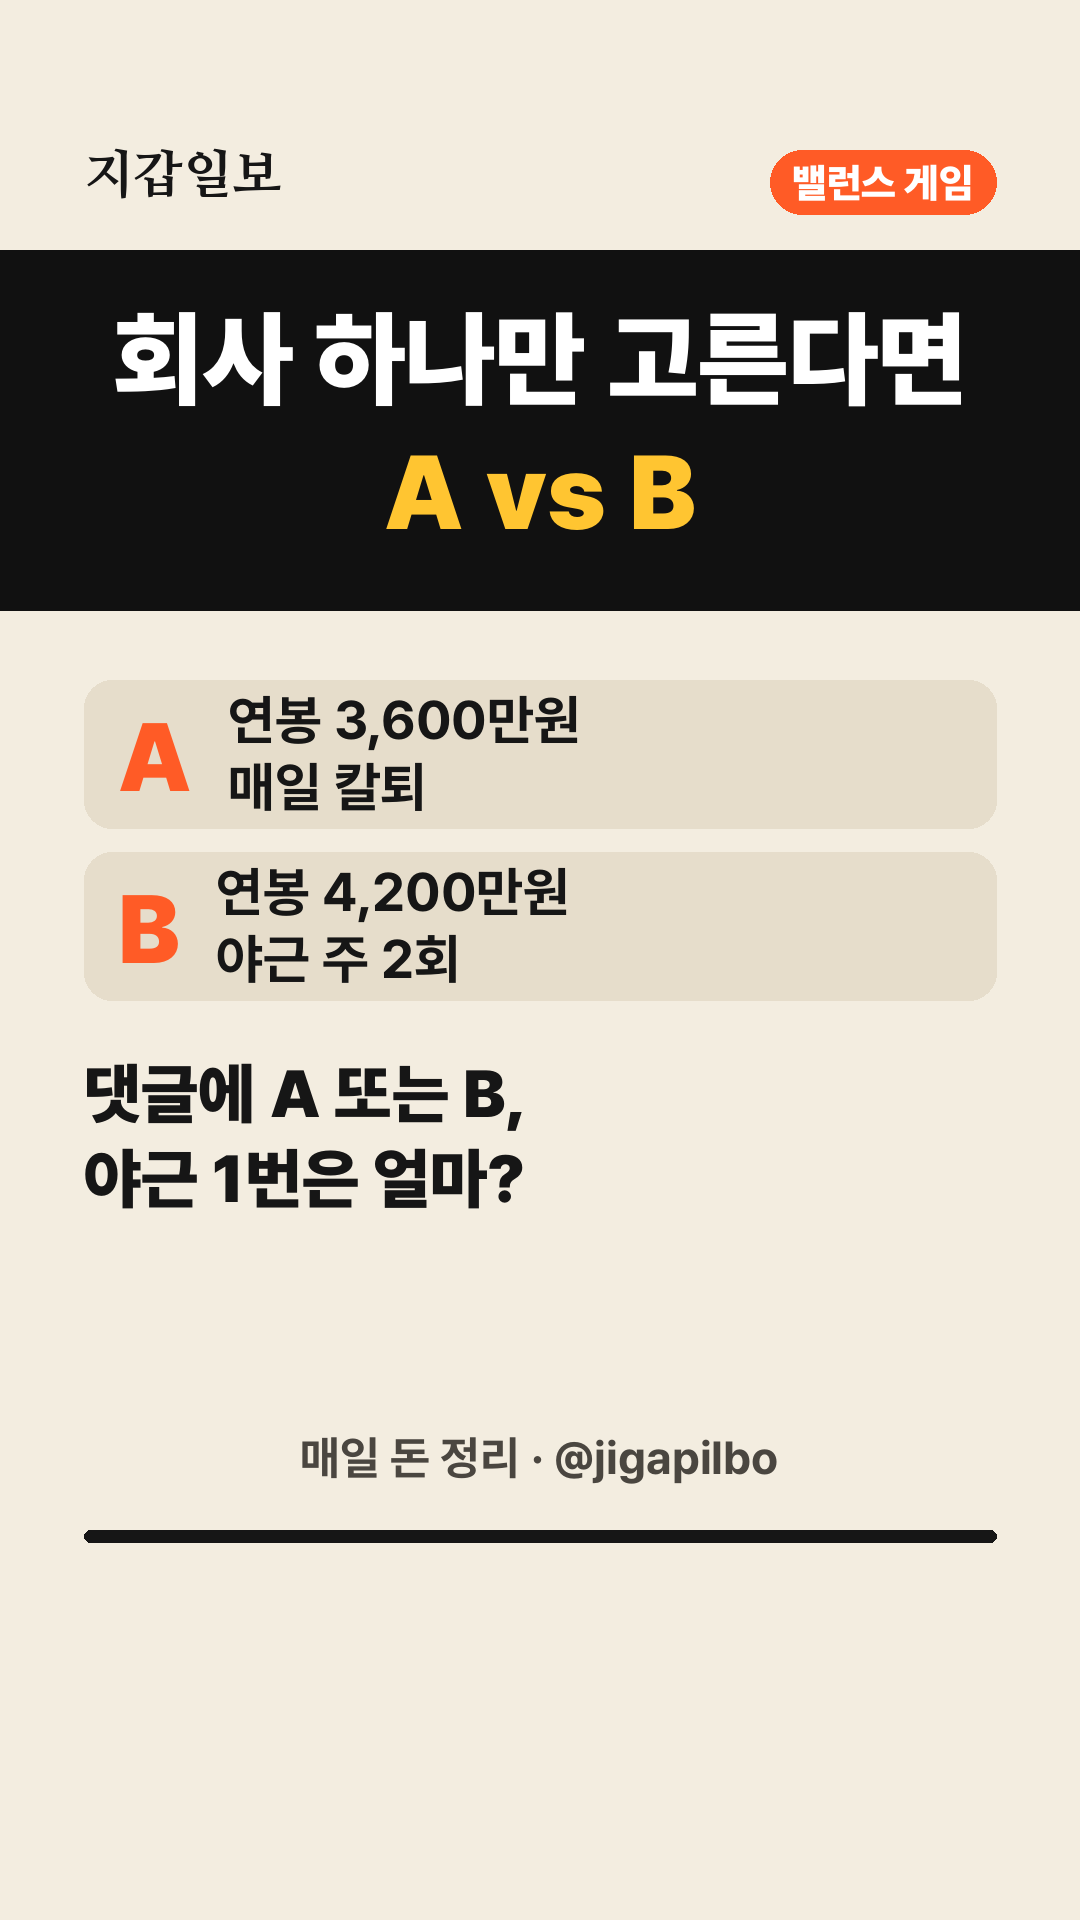 지갑일보
밸런스 게임
회사 하나만 고른다면
A vs B
A
연봉 3,600만원
매일 칼퇴
B
연봉 4,200만원
야근 주 2회
댓글에 A 또는 B,
야근 1번은 얼마?
매일 돈 정리 · @jigapilbo